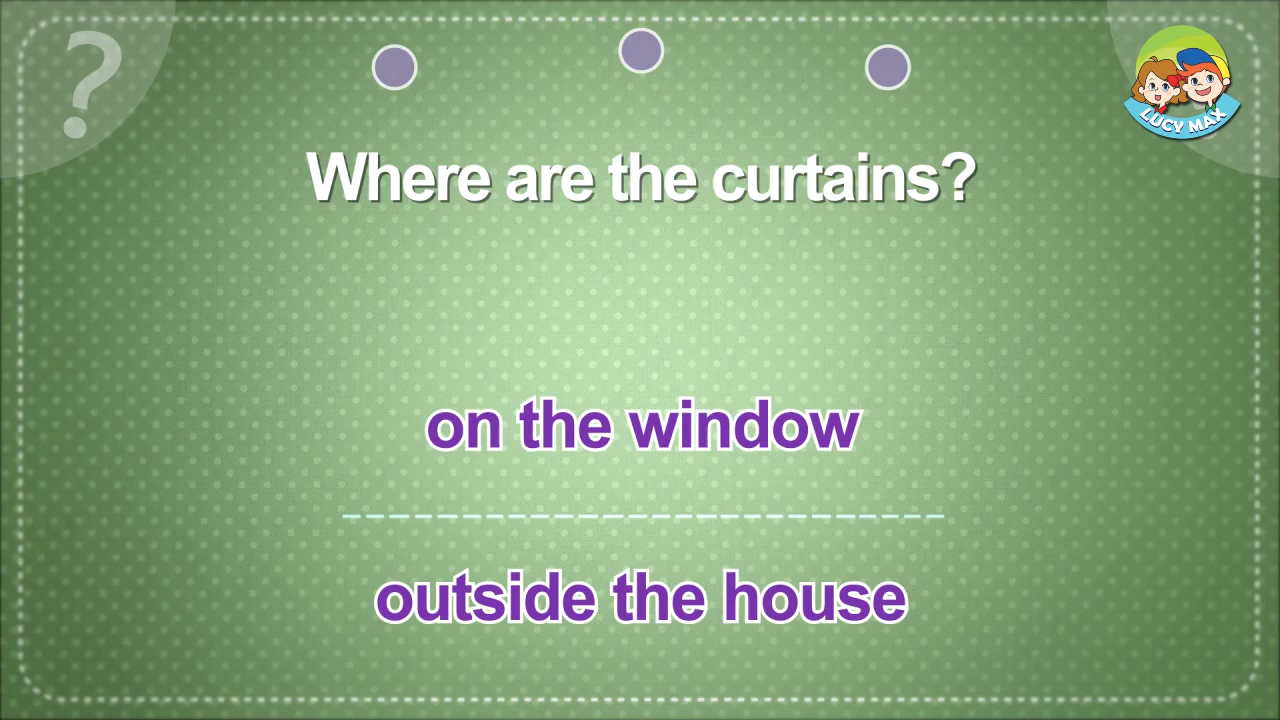 ?
LUCY MAX
Where are the curtains?
on the window
outside the house